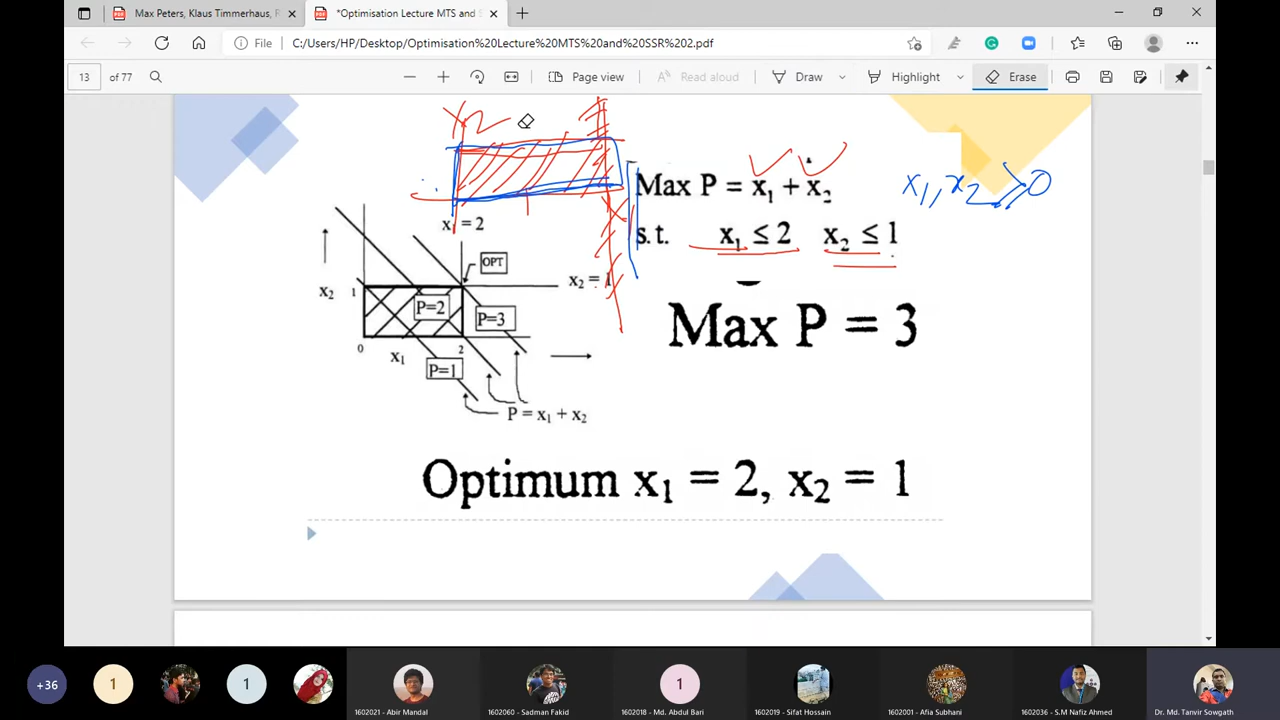 Max Peters, Klaus Timmerhaus, F
*Optimisation Lecture MTS and S
File
C:/Users/HP/Desktop/Optimisation%20Lecture%20MTS%20and%20SSR%202.pdf
13 of 77
Page view
Read aloud
Draw
Highlight
Erase
X2
Max P = x₁ + x₂
x₁, x₂ ≥ 0
s.t. x₁ ≤ 2 x₂ ≤ 1
x₁ = 2
OPT
x₂ = 1
x₂
1
P=2
P=3
0
x₁
2
P=1
P = x₁ + x₂
Max P = 3
Optimum x₁ = 2, x₂ = 1
+36
1
1
1602021 - Abir Mandal
1602060 - Sadman Fakid
1
1602018 - Md. Abdul Bari
1602019 - Sifat Hossain
1602001 - Afia Subhani
1602036 - S.M Nafiz Ahmed
Dr. Md. Tanvir Sowgath